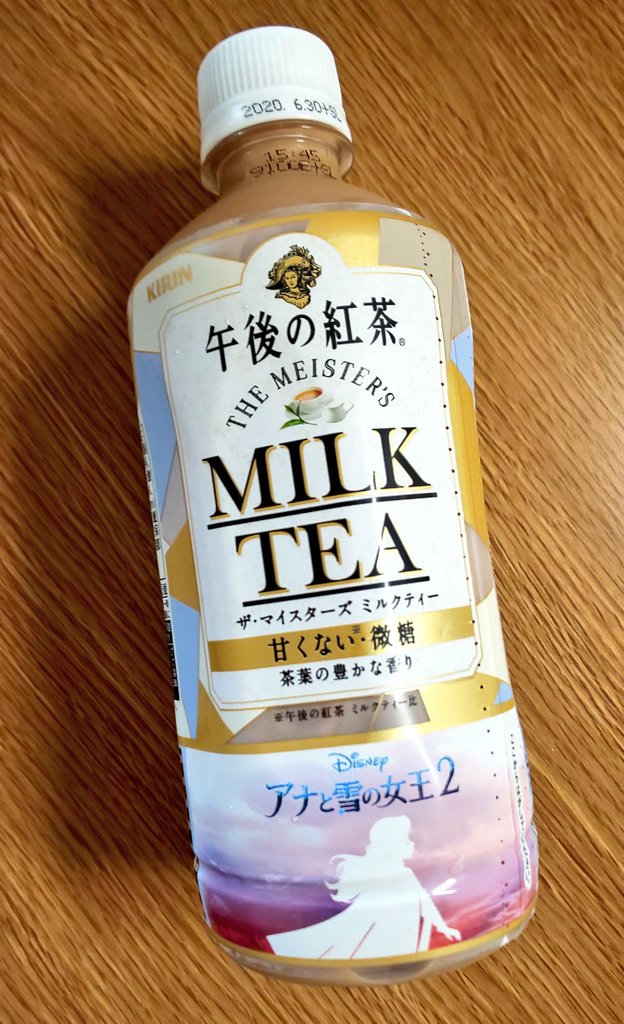 2020. 6.30+SL
15:45
KIRIN
午後の紅茶
THE MEISTER'S
MILK
TEA
ザ・マイスターズ ミルクティー
甘くない※・微糖
茶葉の豊かな香り
※午後の紅茶 ミルクティー比
Disney
アナと雪の女王2